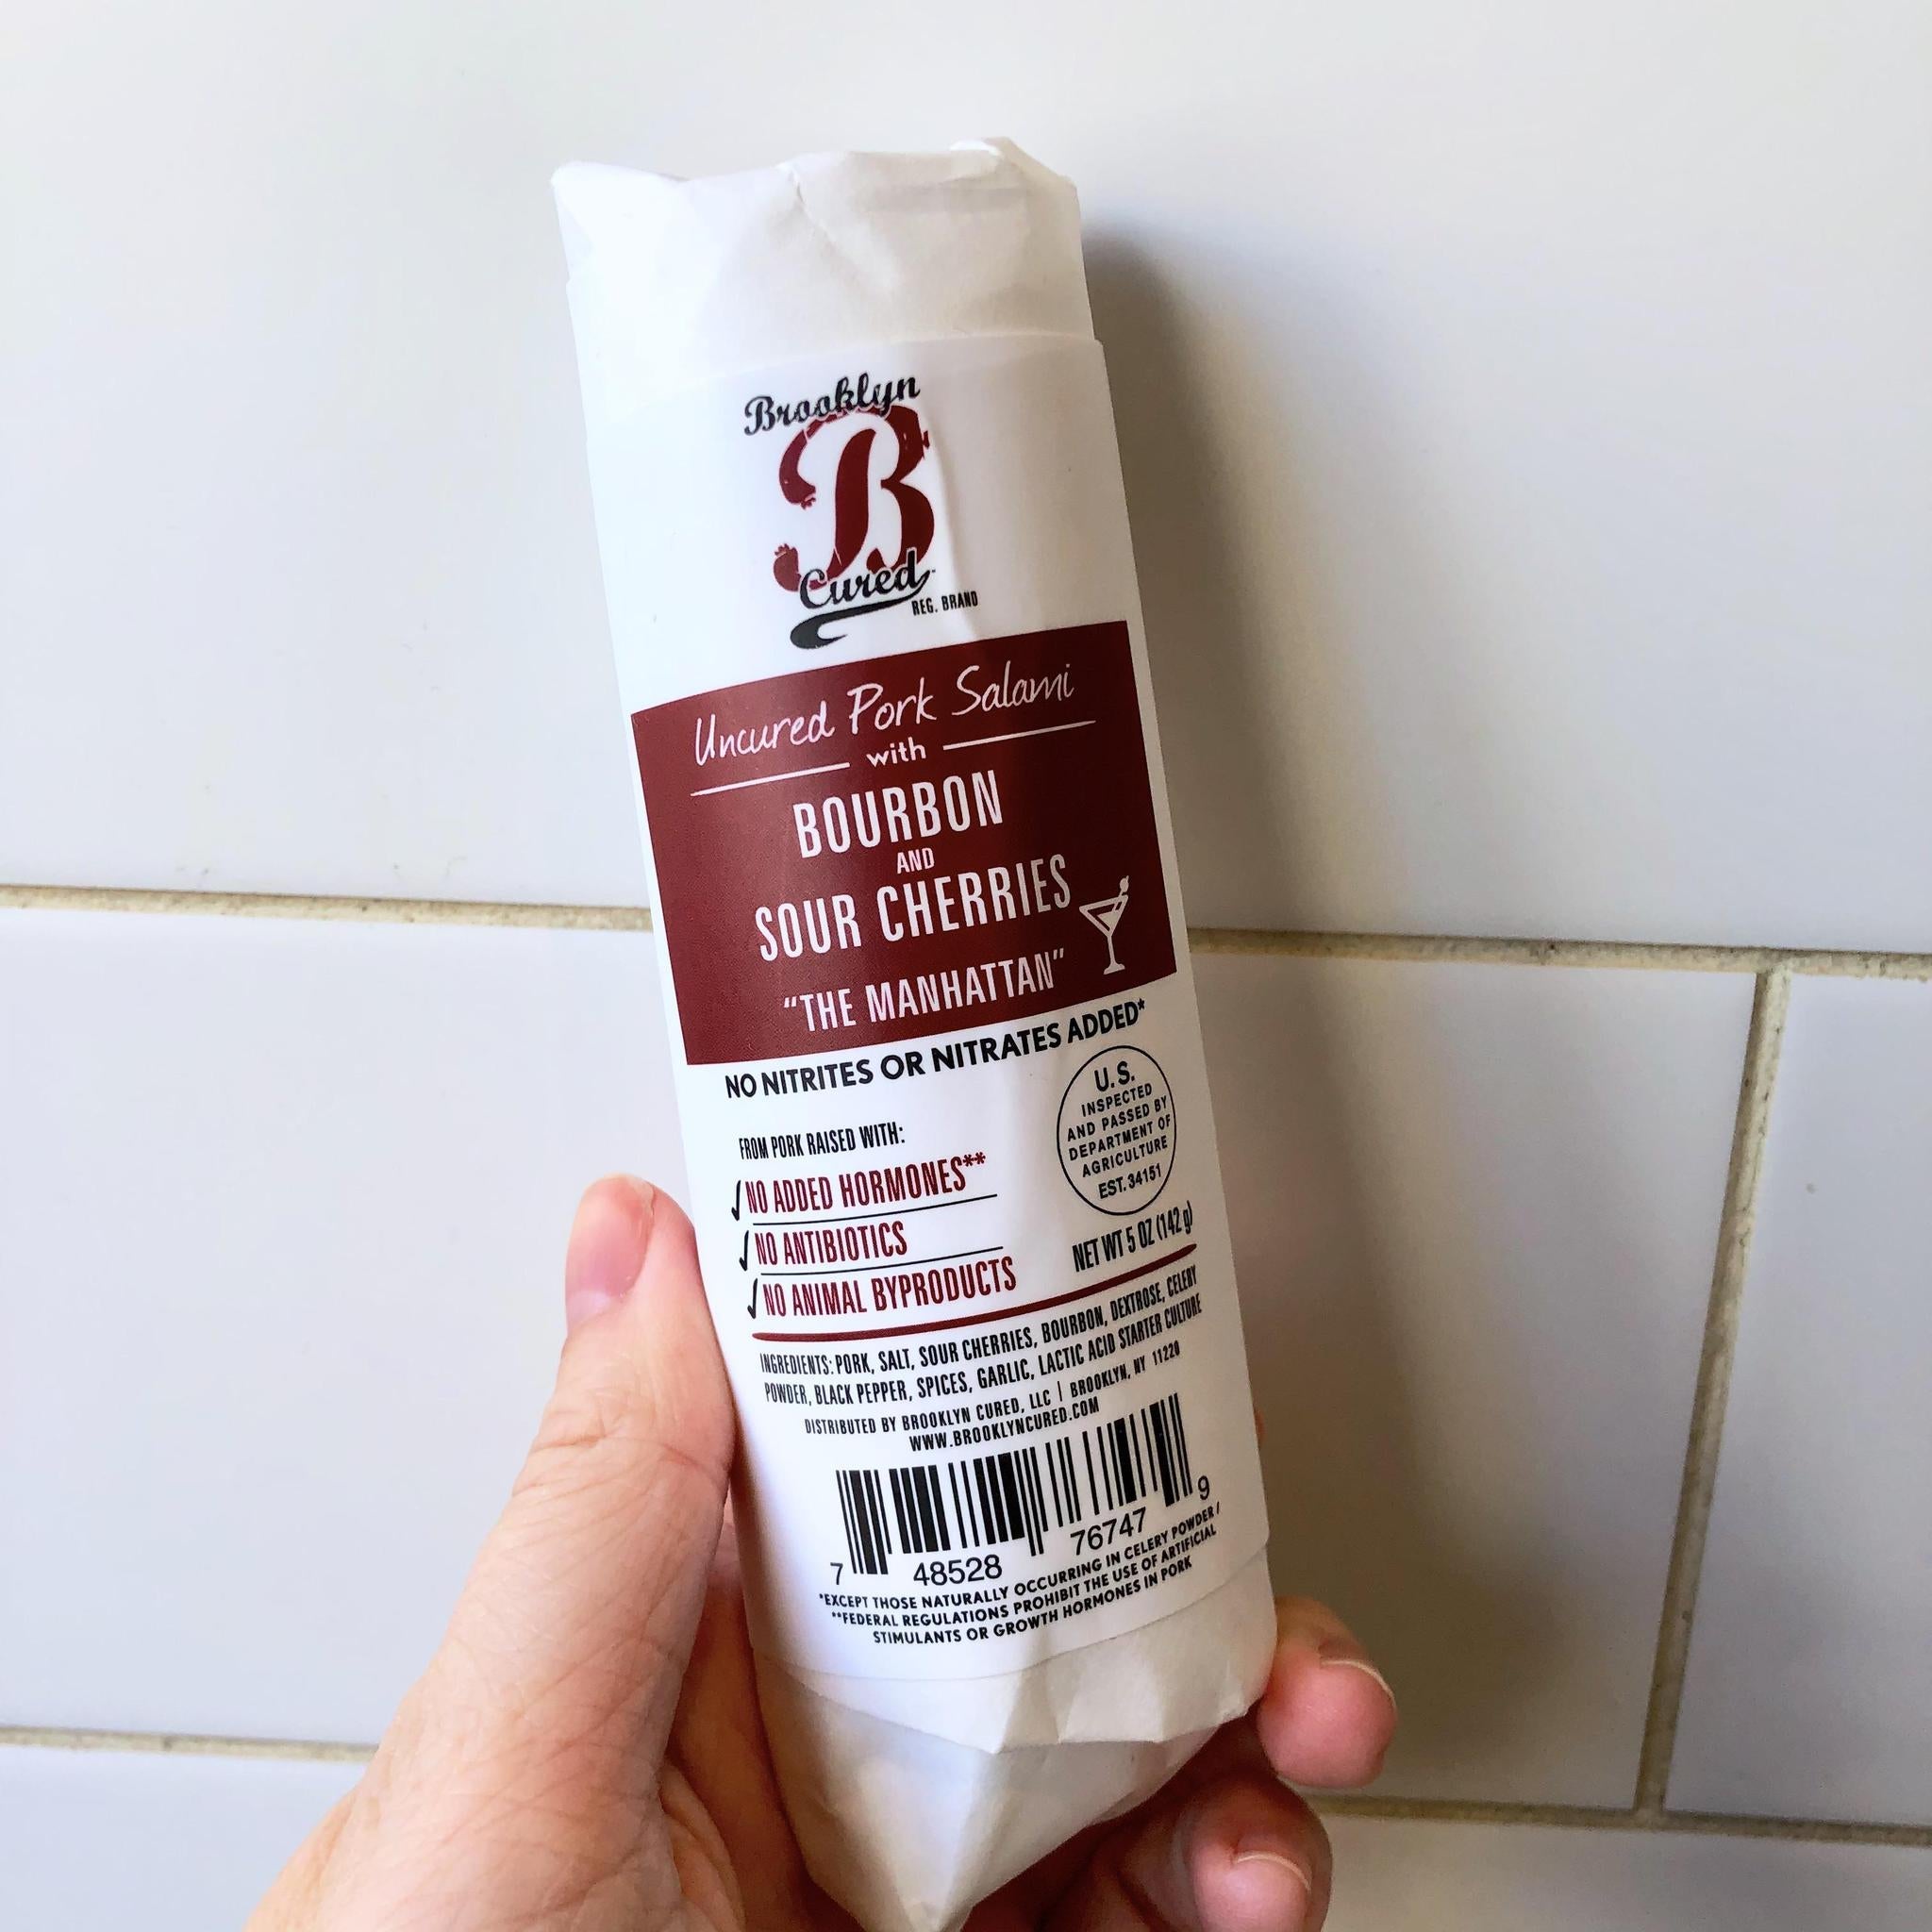 Brooklyn
B
Cured
REG. BRAND
Uncured Pork Salami
with
BOURBON
AND
SOUR CHERRIES
"THE MANHATTAN"
NO NITRITES OR NITRATES ADDED*
FROM PORK RAISED WITH:
✓NO ADDED HORMONES**
✓NO ANTIBIOTICS
✓NO ANIMAL BYPRODUCTS
U.S.
INSPECTED
AND PASSED BY
DEPARTMENT OF
AGRICULTURE
EST. 34151
NET WT 5 OZ (142 g)
INGREDIENTS: PORK, SALT, SOUR CHERRIES, BOURBON, DEXTROSE, CELERY
POWDER, BLACK PEPPER, SPICES, GARLIC, LACTIC ACID STARTER CULTURE
DISTRIBUTED BY BROOKLYN CURED, LLC | BROOKLYN, NY 11220
WWW.BROOKLYNCURED.COM
7 48528 76747 9
*EXCEPT THOSE NATURALLY OCCURRING IN CELERY POWDER /
**FEDERAL REGULATIONS PROHIBIT THE USE OF ARTIFICIAL
STIMULANTS OR GROWTH HORMONES IN PORK